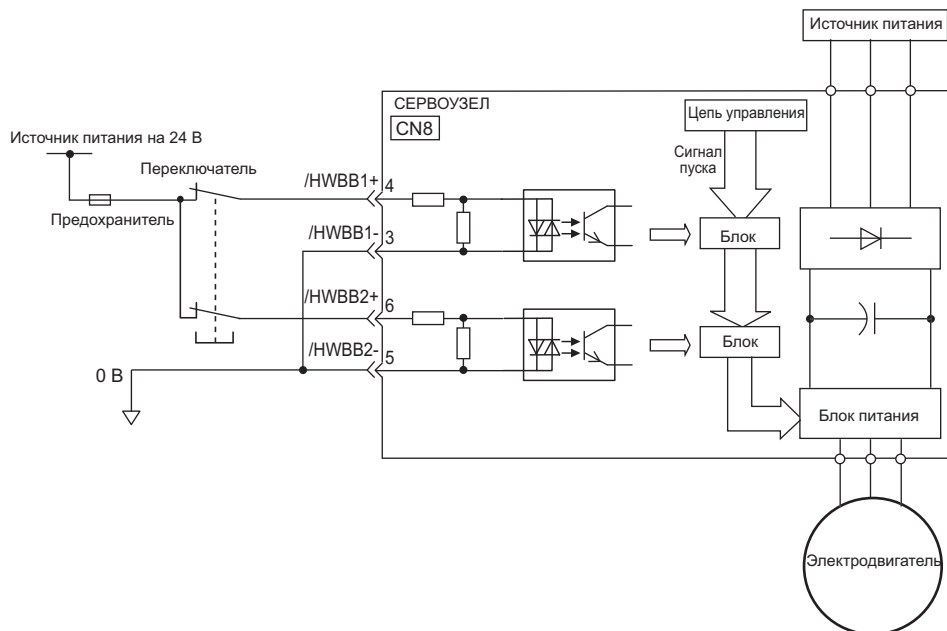 Источник питания
СЕРВОУЗЕЛ
CN8
Цепь управления
Источник питания на 24 В
Переключатель
Сигнал
пуска
/HWBB1+
4
Предохранитель
/HWBB1-
3
Блок
/HWBB2+
6
/HWBB2-
5
Блок
0 В
Блок питания
Электродвигатель